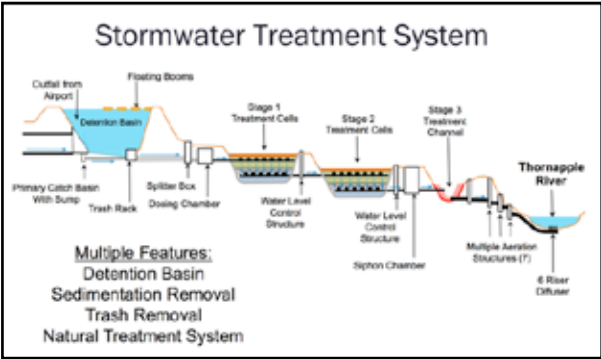 Stormwater Treatment System
Outfall from
Airport
Floating Booms
Detention Basin
Primary Catch Basin
With Sump
Trash Rack
Splitter Box
Dosing Chamber
Stage 1
Treatment Cells
Water Level
Control
Structure
Stage 2
Treatment Cells
Water Level
Control
Structure
Siphon Chamber
Stage 3
Treatment
Channel
Multiple Aeration
Structures (7)
Thornapple
River
6 Riser
Diffuser
Multiple Features:
Detention Basin
Sedimentation Removal
Trash Removal
Natural Treatment System